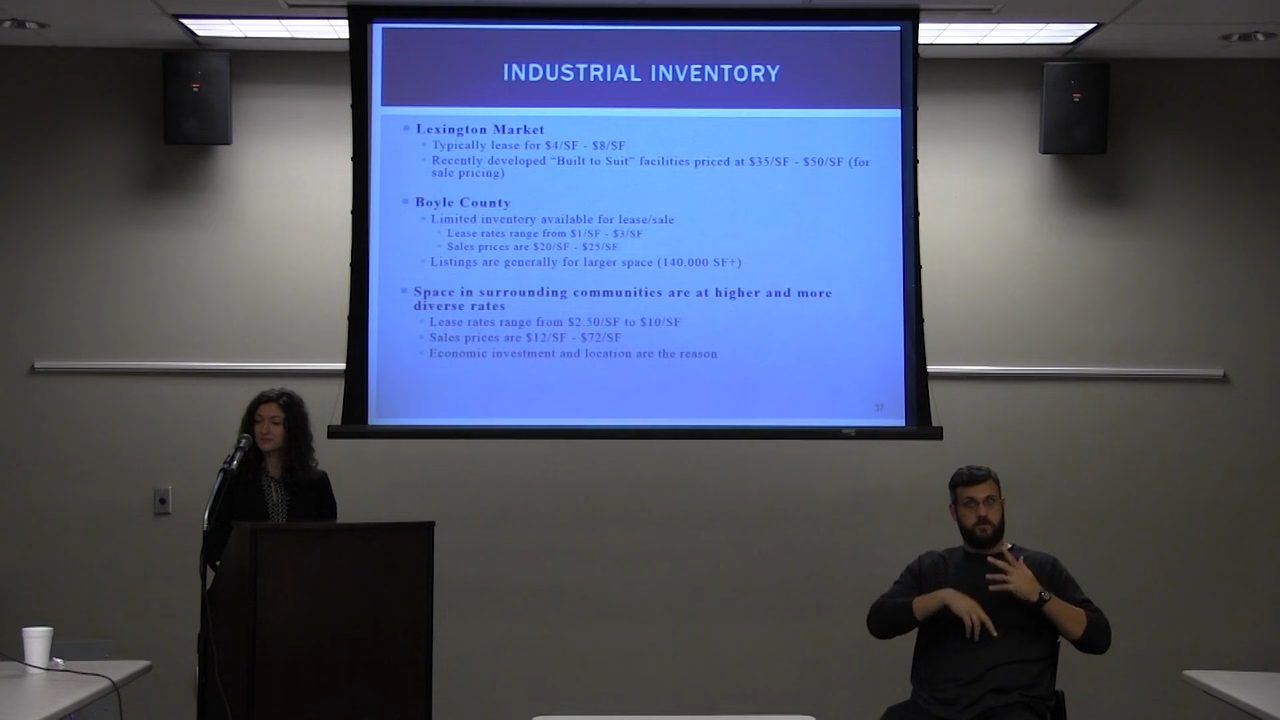 INDUSTRIAL INVENTORY
Lexington Market
Typically lease for $4/SF - $8/SF
Recently developed “Built to Suit” facilities priced at $35/SF - $50/SF (for
sale pricing)
Boyle County
Limited inventory available for lease/sale
Lease rates range from $1/SF - $3/SF
Sales prices are $20/SF - $25/SF
Listings are generally for larger space (140,000 SF+)
Space in surrounding communities are at higher and more
diverse rates
Lease rates range from $2.50/SF to $10/SF
Sales prices are $12/SF - $72/SF
Economic investment and location are the reason
37